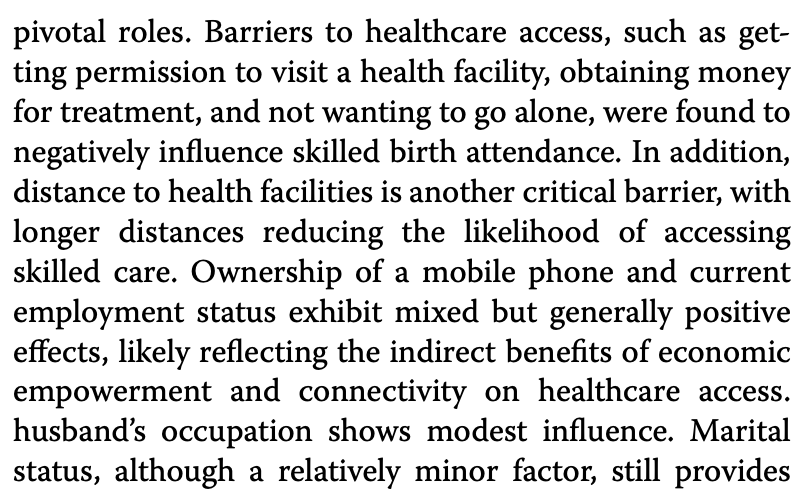 pivotal roles. Barriers to healthcare access, such as get-
ting permission to visit a health facility, obtaining money
for treatment, and not wanting to go alone, were found to
negatively influence skilled birth attendance. In addition,
distance to health facilities is another critical barrier, with
longer distances reducing the likelihood of accessing
skilled care. Ownership of a mobile phone and current
employment status exhibit mixed but generally positive
effects, likely reflecting the indirect benefits of economic
empowerment and connectivity on healthcare access.
husband’s occupation shows modest influence. Marital
status, although a relatively minor factor, still provides